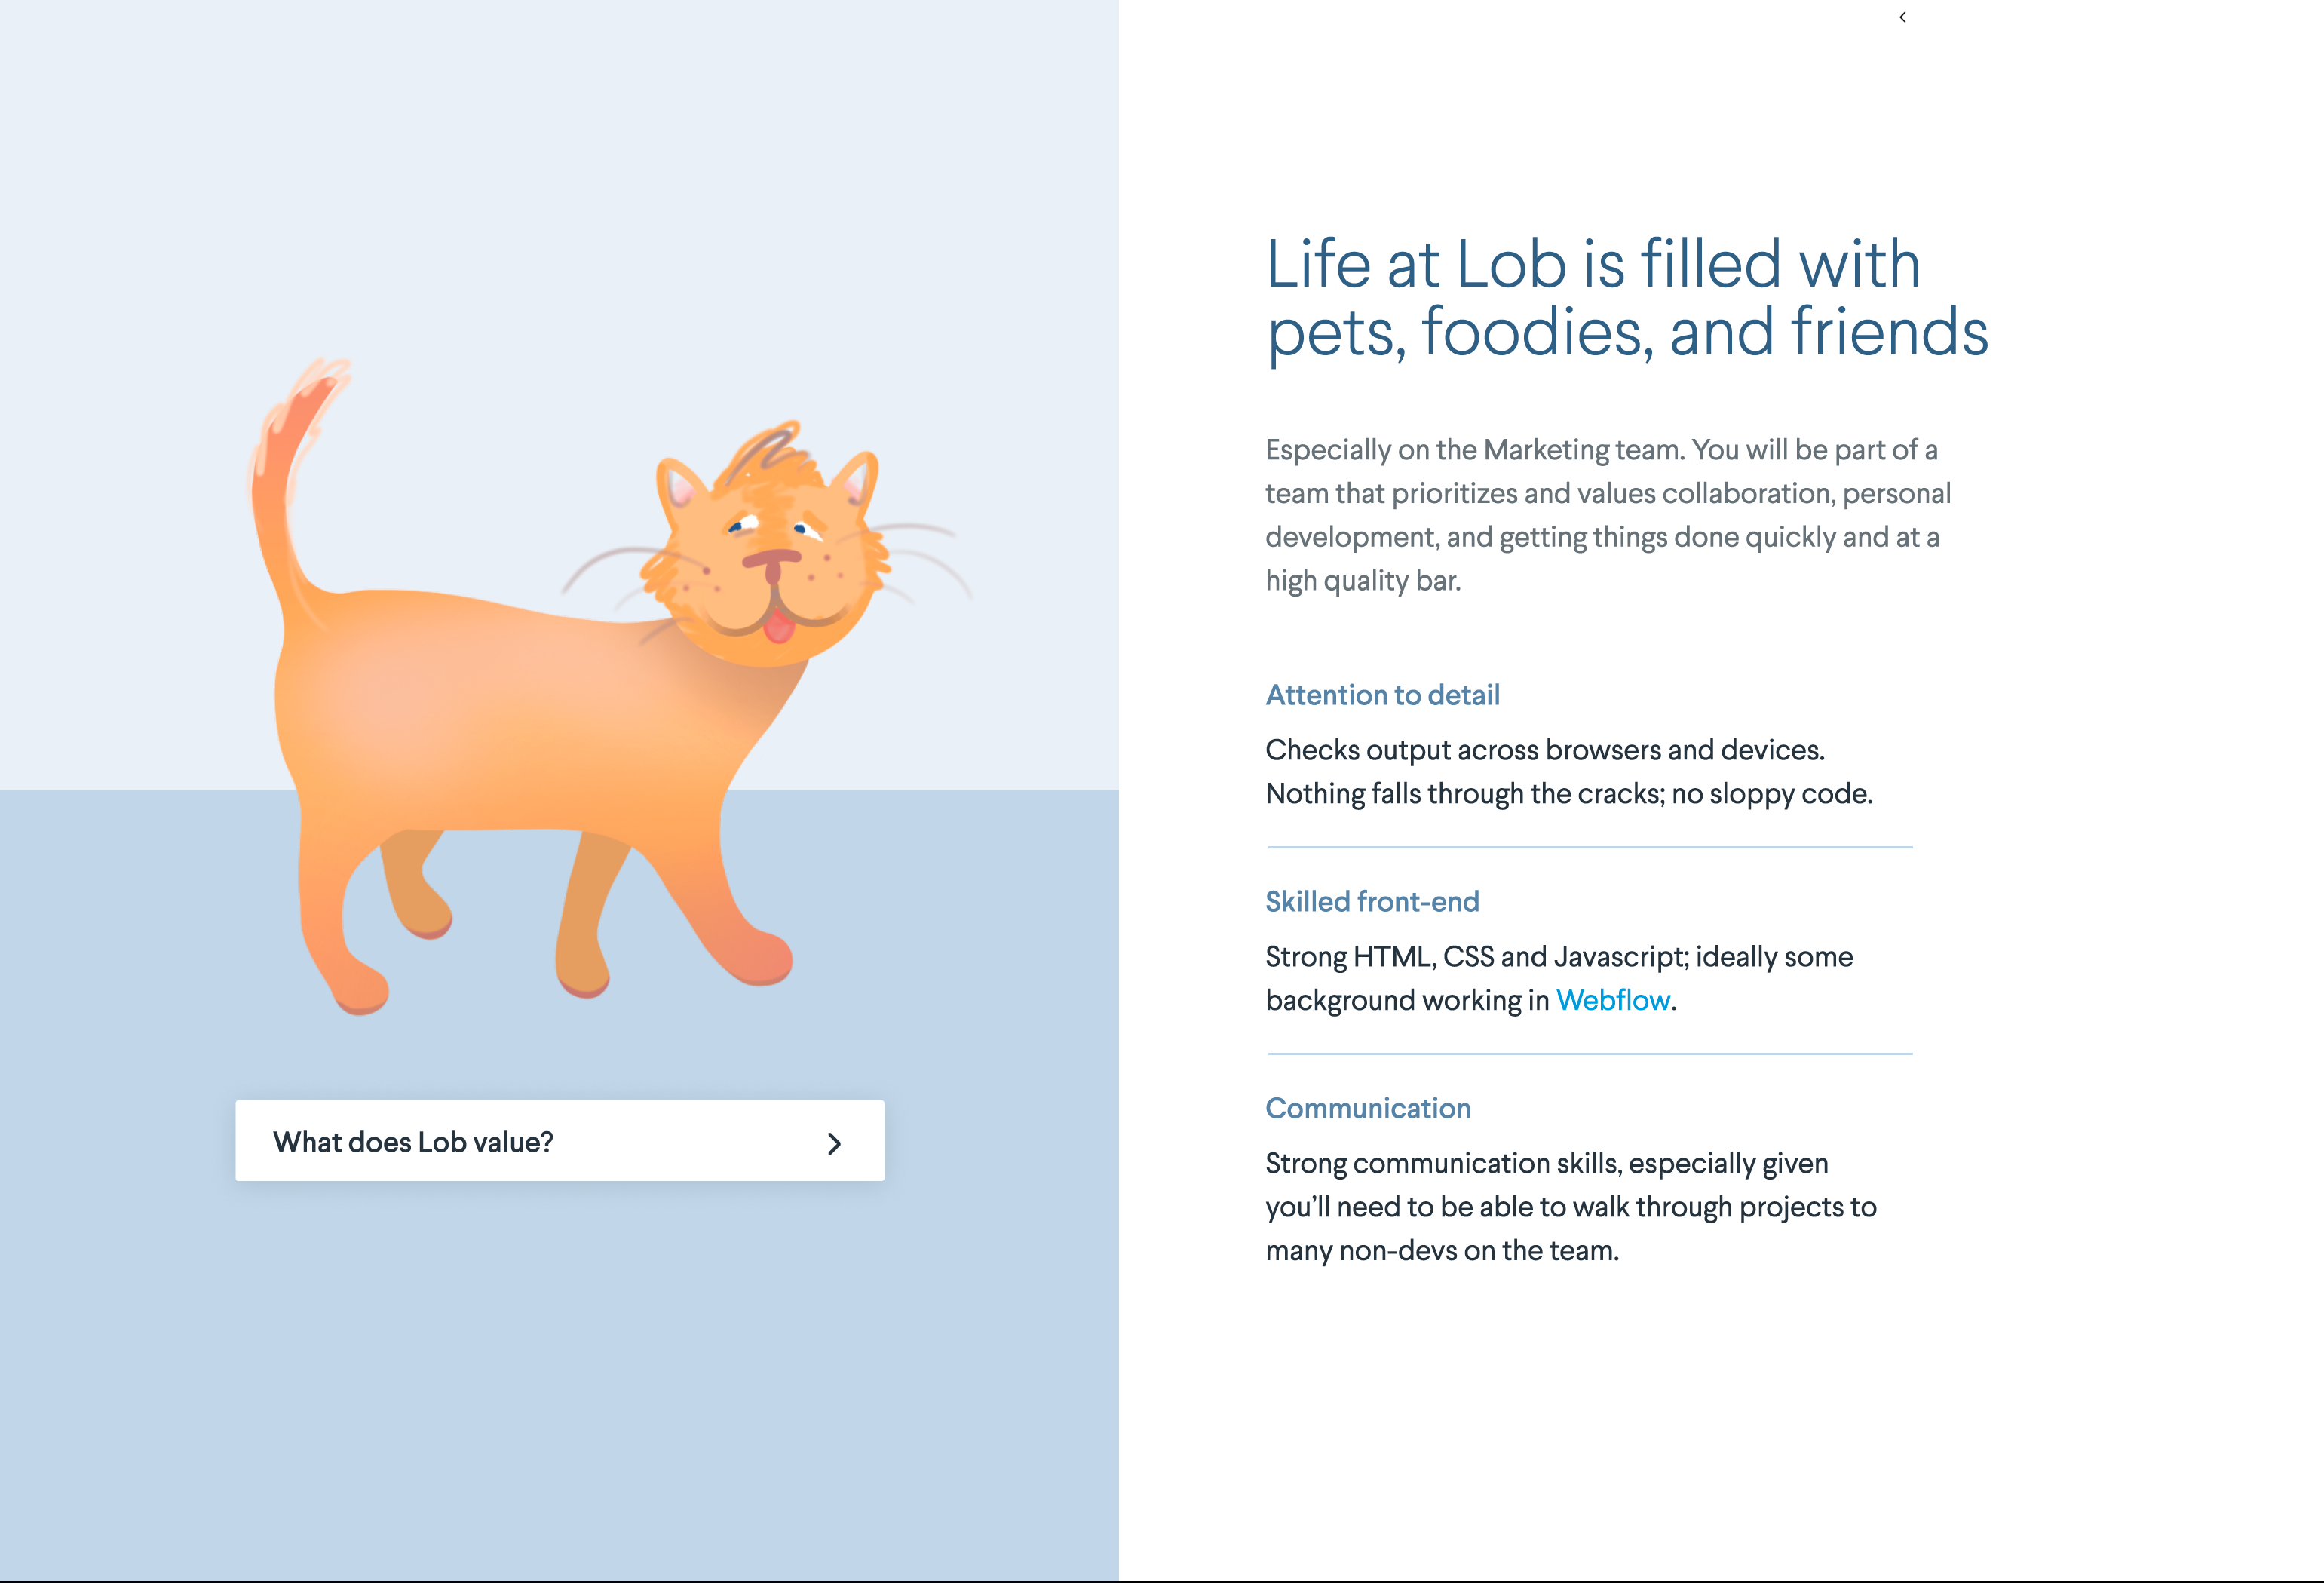 Life at Lob is filled with
pets, foodies, and friends
Especially on the Marketing team. You will be part of a
team that prioritizes and values collaboration, personal
development, and getting things done quickly and at a
high quality bar.
Attention to detail
Checks output across browsers and devices.
Nothing falls through the cracks; no sloppy code.
Skilled front-end
Strong HTML, CSS and Javascript; ideally some
background working in Webflow.
Communication
Strong communication skills, especially given
you’ll need to be able to walk through projects to
many non-devs on the team.
What does Lob value?